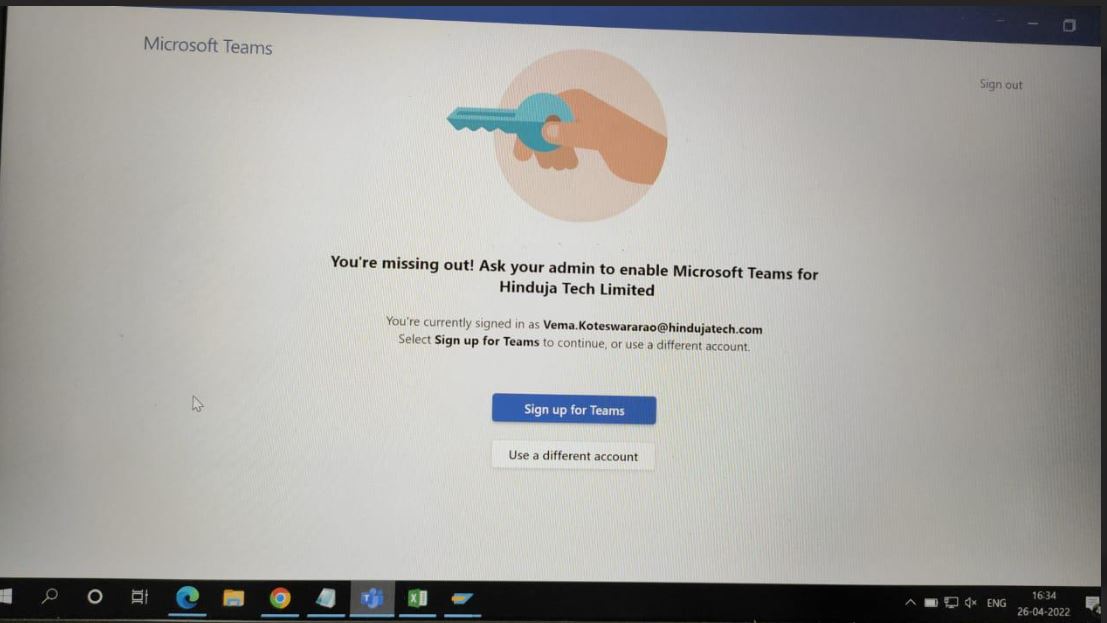 Microsoft Teams
Sign out
You're missing out! Ask your admin to enable Microsoft Teams for
Hinduja Tech Limited
You're currently signed in as Vema.Koteswararao@hindujatech.com
Select Sign up for Teams to continue, or use a different account.
Sign up for Teams
Use a different account
ENG
16:34
26-04-2022